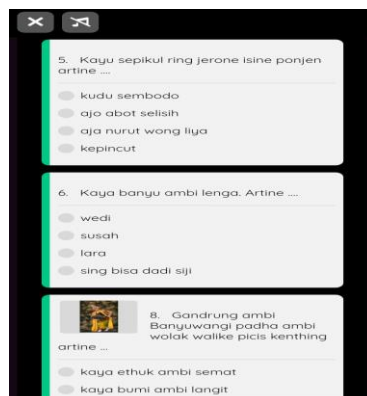 5. Kayu sepikul ring jerone isine ponjen
artine ....
kudu sembodo
ajo abot selisih
aja nurut wong liya
kepincut
6. Kaya banyu ambi lenga. Artine ....
wedi
susah
lara
sing bisa dadi siji
8. Gandrung ambi
Banyuwangi padha ambi
wolak walike picis kenthing
artine ...
kaya ethuk ambi semat
kaya bumi ambi langit